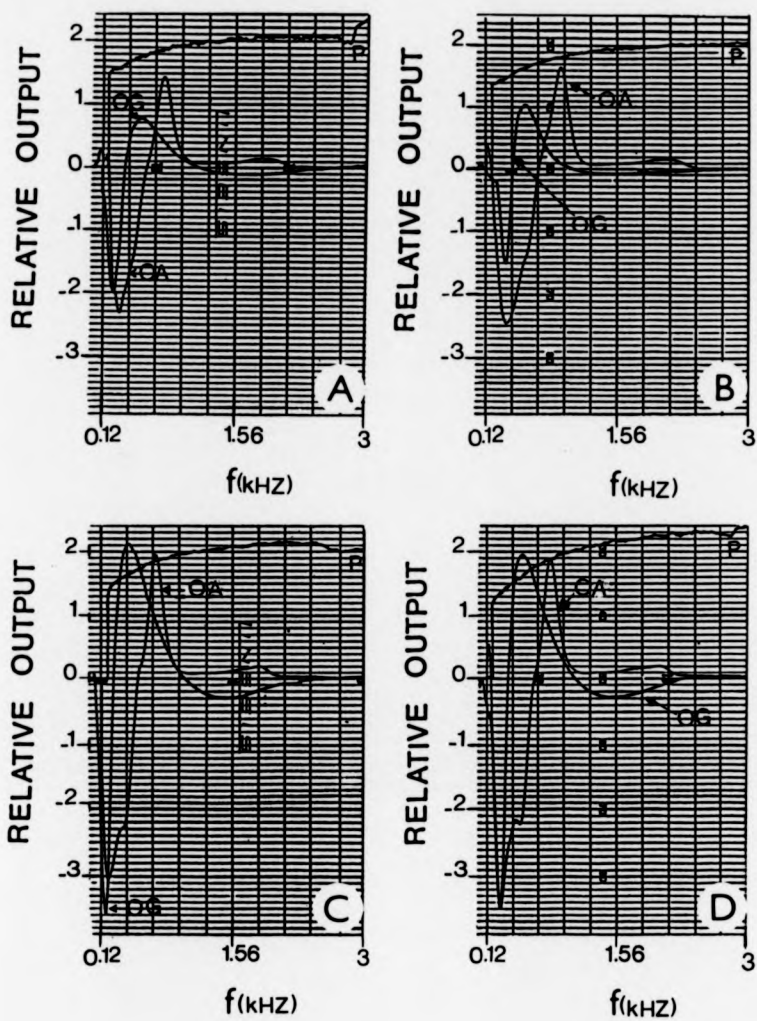 RELATIVE OUTPUT
2
1
0
-1
-2
-3
OG
OA
P
A
0.12
1.56
3
f(kHZ)
RELATIVE OUTPUT
2
1
0
-1
-2
-3
OA
OG
P
B
0.12
1.56
3
f(kHZ)
RELATIVE OUTPUT
2
1
0
-1
-2
-3
OA
OG
P
C
0.12
1.56
3
f(kHZ)
RELATIVE OUTPUT
2
1
0
-1
-2
-3
OA
OG
P
D
0.12
1.56
3
f(kHZ)